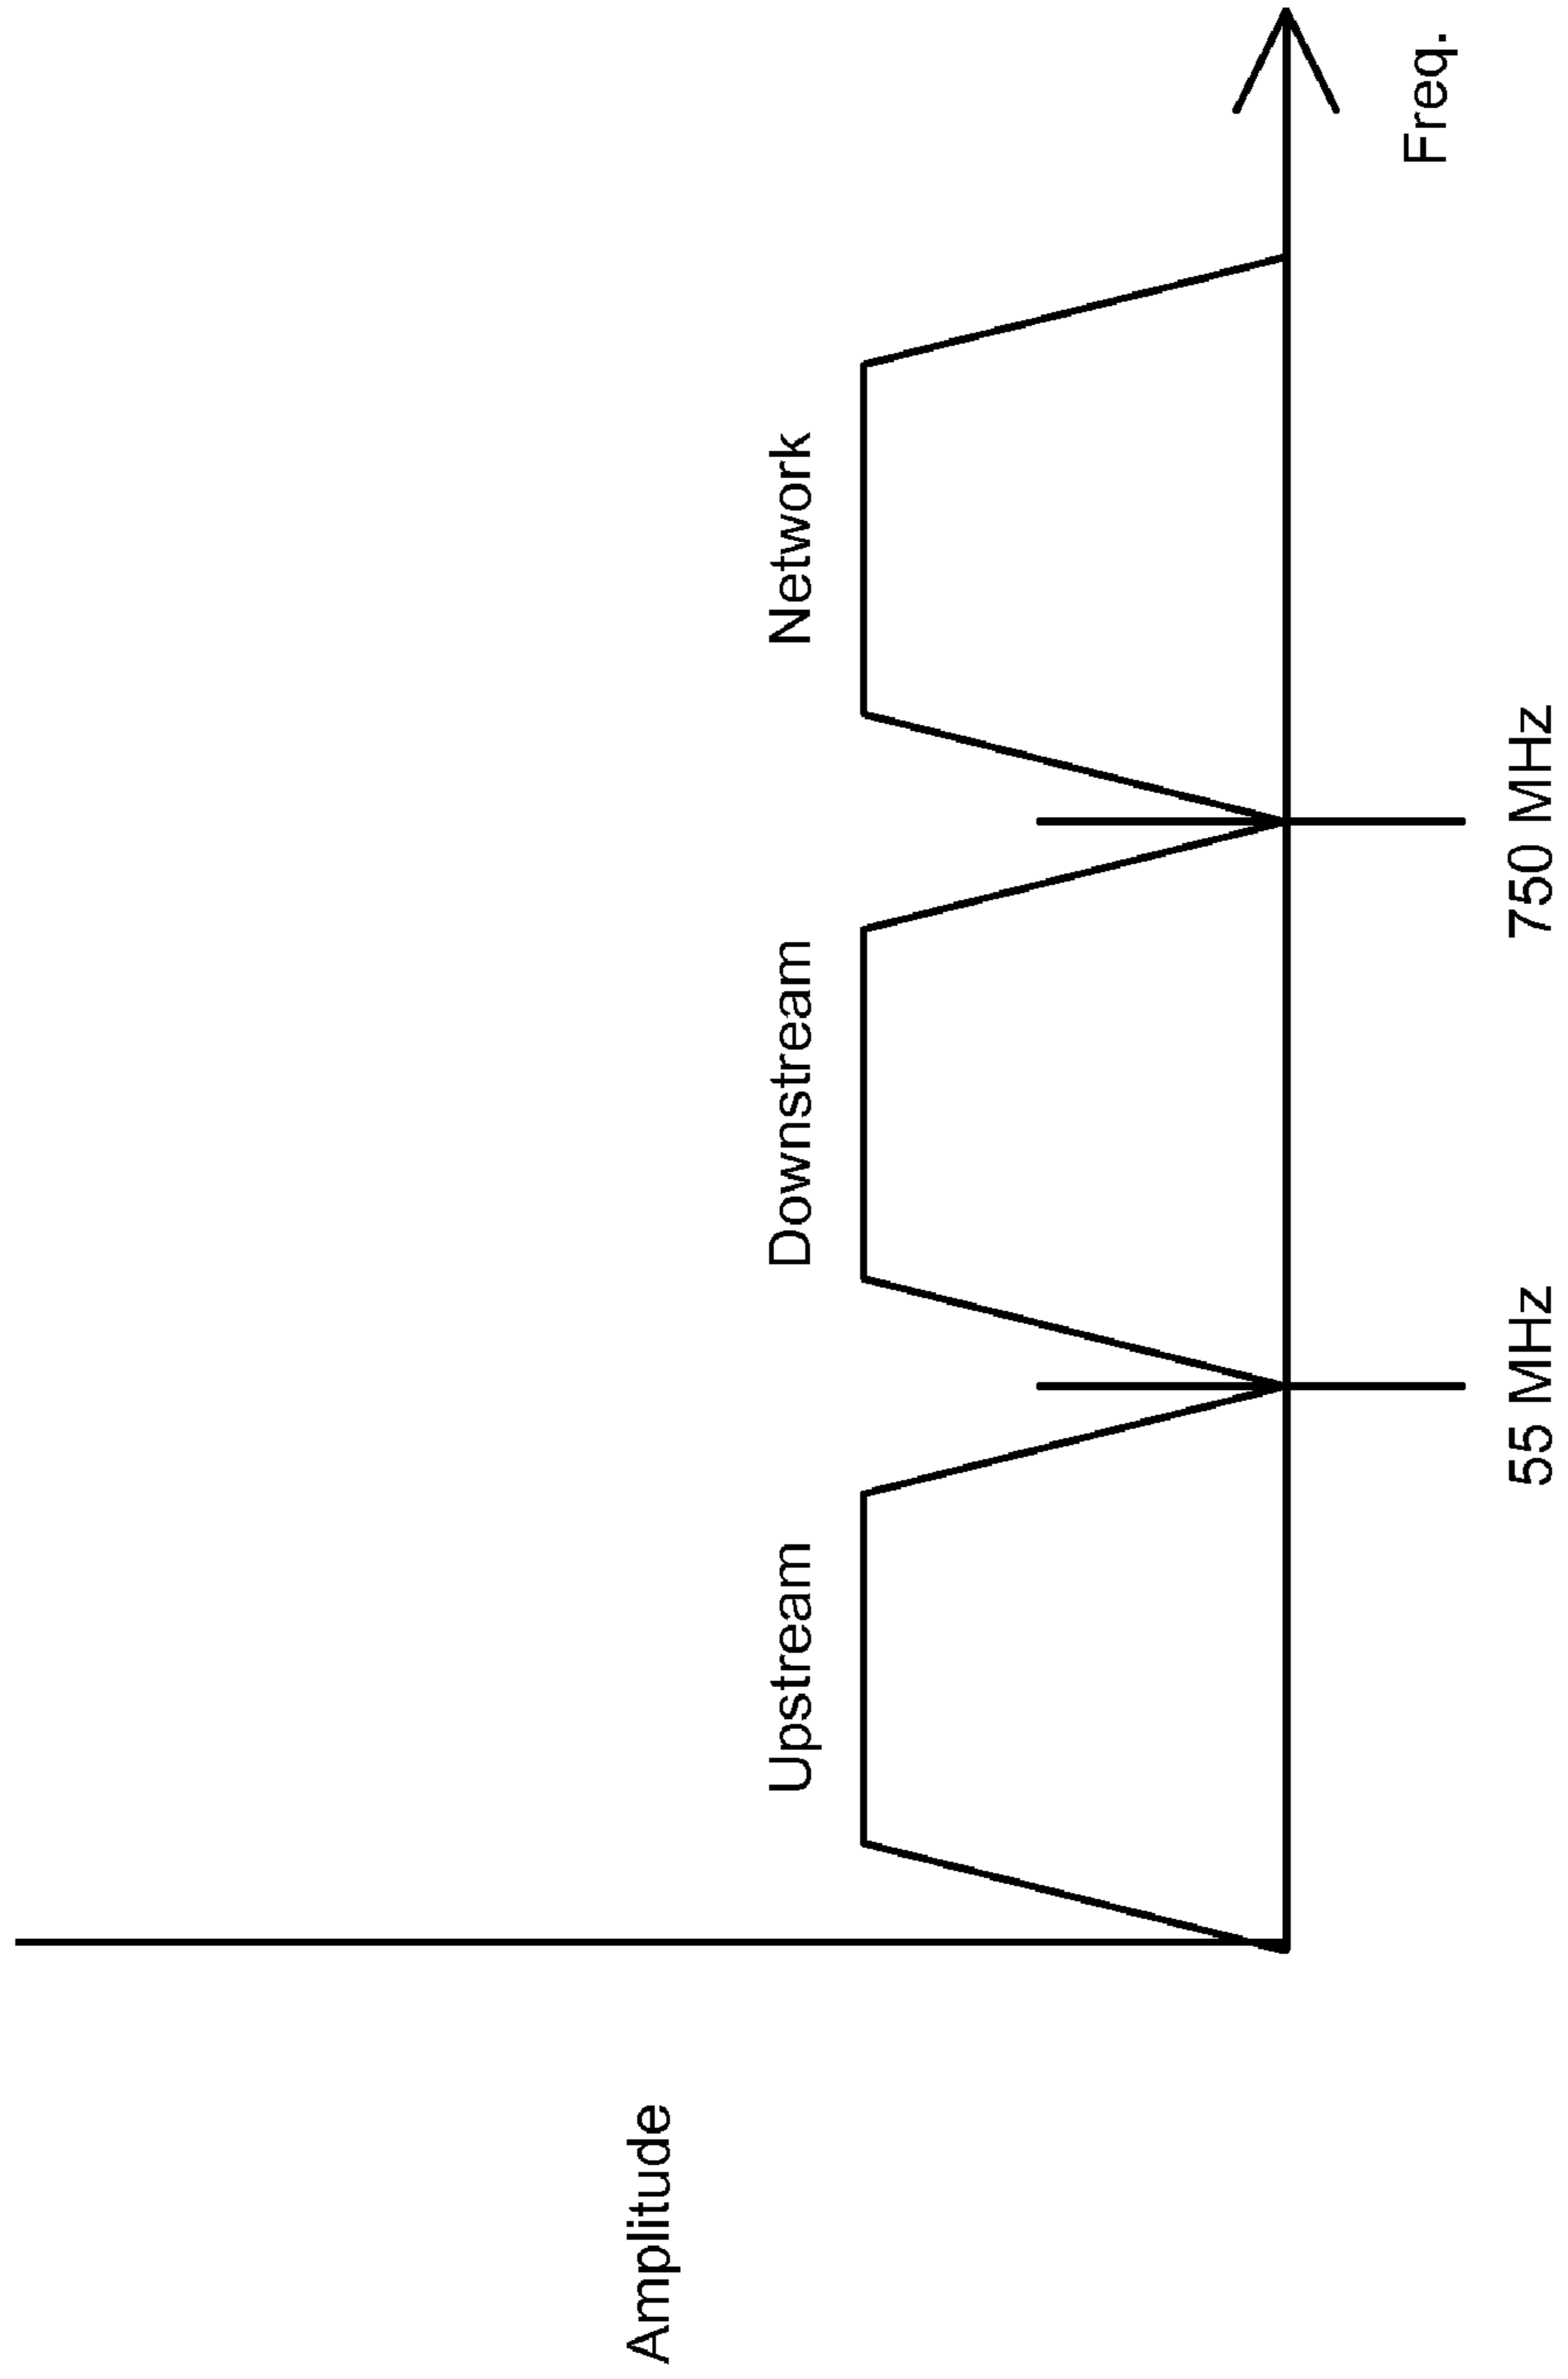 Amplitude
Upstream
Downstream
Network
Freq.
55 MHz
750 MHz